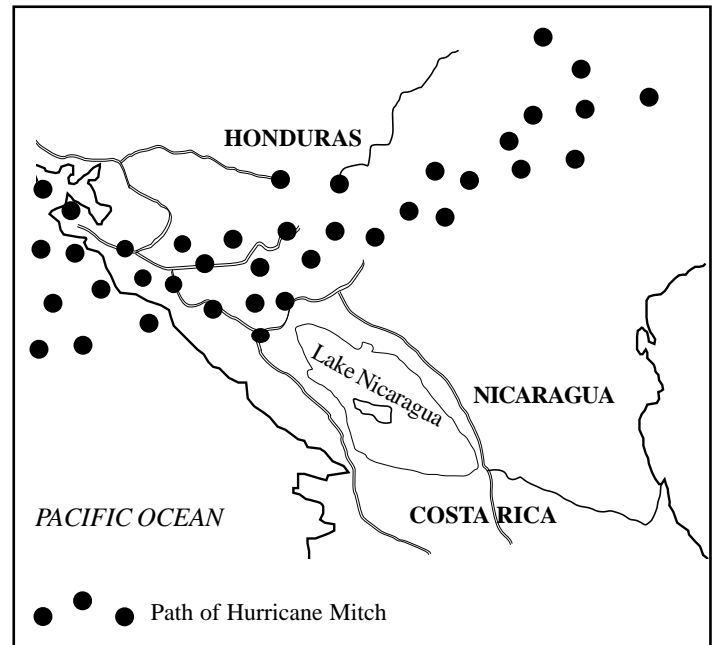 HONDURAS
Lake Nicaragua
NICARAGUA
PACIFIC OCEAN
COSTA RICA
Path of Hurricane Mitch